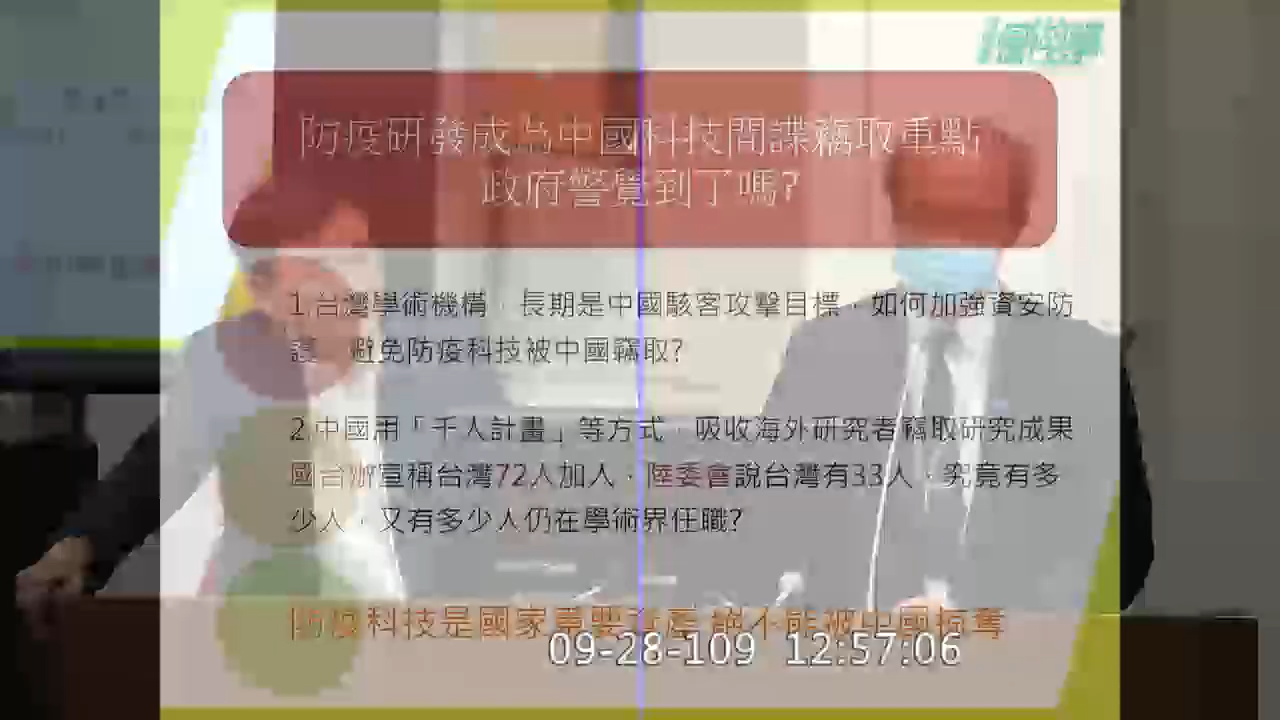 防疫研發成為中國科技間諜竊取重點
政府警覺到了嗎?
1.台灣學術機構,長期是中國駭客攻擊目標,如何加強資安防
護,避免防疫科技被中國竊取?
2.中國用「千人計畫」等方式,吸收海外研究者竊取研究成果,
國台辦宣稱台灣72人加入,陸委會說台灣有33人,究竟有多
少人,又有多少人仍在學術界任職?
防疫科技是國家重要資產 絕不能被中國掠奪
09-28-109 12:57:06